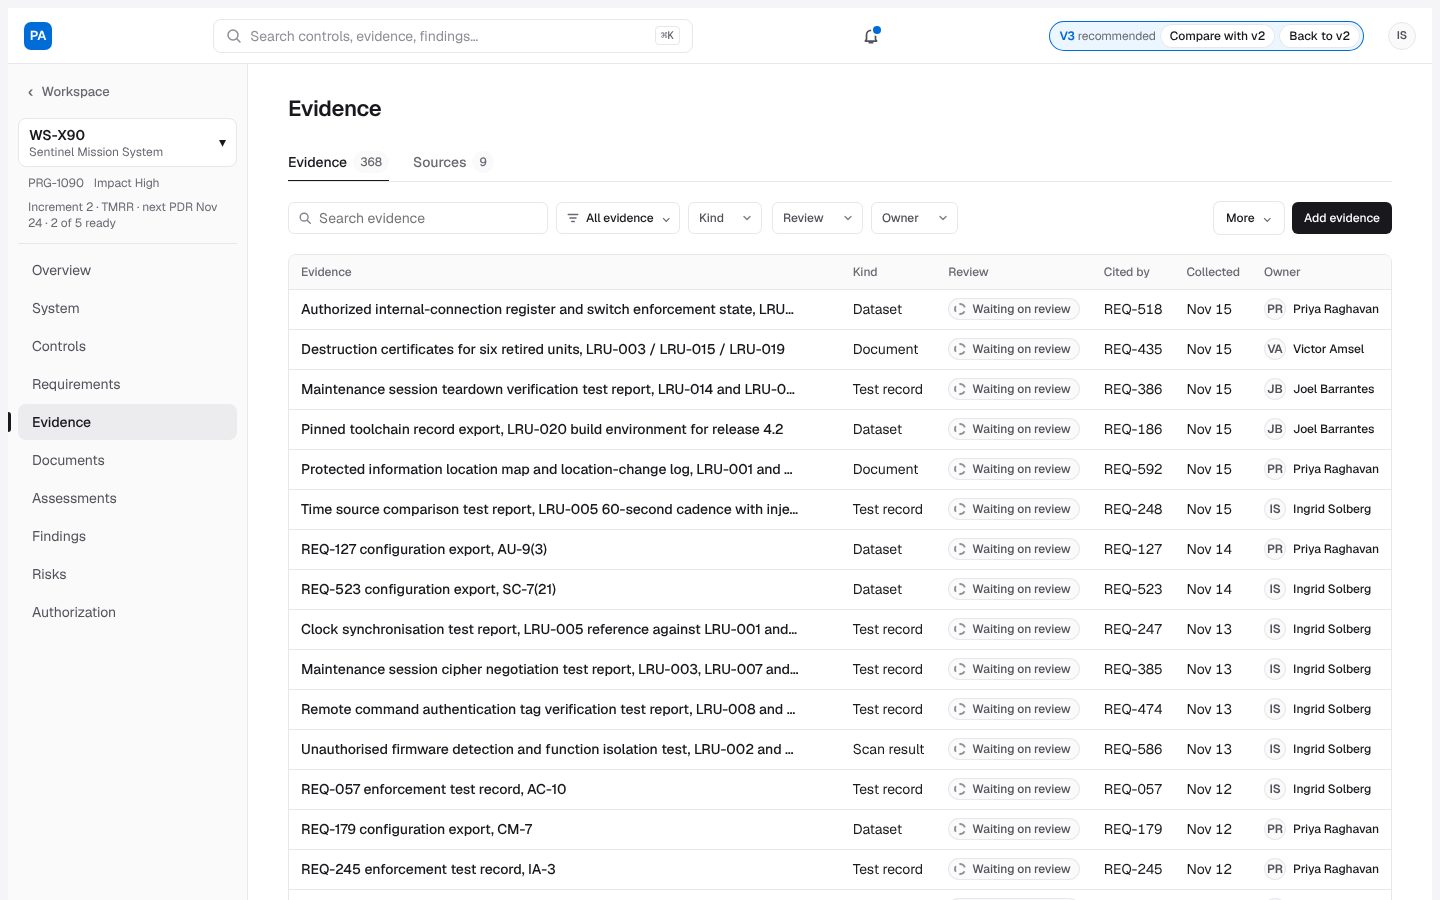 PA
Search controls, evidence, findings...
⌘K
V3 recommended Compare with v2 Back to v2
IS
‹ Workspace
WS-X90
Sentinel Mission System
PRG-1090 Impact High
Increment 2 · TMRR · next PDR Nov
24 · 2 of 5 ready
Overview
System
Controls
Requirements
Evidence
Documents
Assessments
Findings
Risks
Authorization
Evidence
Evidence 368 Sources 9
Search evidence All evidence Kind Review Owner More Add evidence
Evidence Kind Review Cited by Collected Owner
Authorized internal-connection register and switch enforcement state, LRU... Dataset Waiting on review REQ-518 Nov 15 PR Priya Raghavan
Destruction certificates for six retired units, LRU-003 / LRU-015 / LRU-019 Document Waiting on review REQ-435 Nov 15 VA Victor Amsel
Maintenance session teardown verification test report, LRU-014 and LRU-0... Test record Waiting on review REQ-386 Nov 15 JB Joel Barrantes
Pinned toolchain record export, LRU-020 build environment for release 4.2 Dataset Waiting on review REQ-186 Nov 15 JB Joel Barrantes
Protected information location map and location-change log, LRU-001 and ... Document Waiting on review REQ-592 Nov 15 PR Priya Raghavan
Time source comparison test report, LRU-005 60-second cadence with inje... Test record Waiting on review REQ-248 Nov 15 IS Ingrid Solberg
REQ-127 configuration export, AU-9(3) Dataset Waiting on review REQ-127 Nov 14 PR Priya Raghavan
REQ-523 configuration export, SC-7(21) Dataset Waiting on review REQ-523 Nov 14 IS Ingrid Solberg
Clock synchronisation test report, LRU-005 reference against LRU-001 and... Test record Waiting on review REQ-247 Nov 13 IS Ingrid Solberg
Maintenance session cipher negotiation test report, LRU-003, LRU-007 and... Test record Waiting on review REQ-385 Nov 13 IS Ingrid Solberg
Remote command authentication tag verification test report, LRU-008 and ... Test record Waiting on review REQ-474 Nov 13 IS Ingrid Solberg
Unauthorised firmware detection and function isolation test, LRU-002 and ... Scan result Waiting on review REQ-586 Nov 13 IS Ingrid Solberg
REQ-057 enforcement test record, AC-10 Test record Waiting on review REQ-057 Nov 12 IS Ingrid Solberg
REQ-179 configuration export, CM-7 Dataset Waiting on review REQ-179 Nov 12 PR Priya Raghavan
REQ-245 enforcement test record, IA-3 Test record Waiting on review REQ-245 Nov 12 PR Priya Raghavan